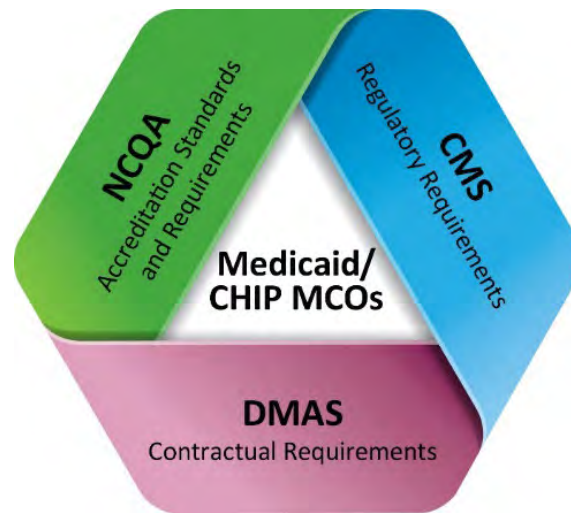 NCQA
Accreditation Standards
and Requirements
CMS
Regulatory Requirements
Medicaid/
CHIP MCOs
DMAS
Contractual Requirements